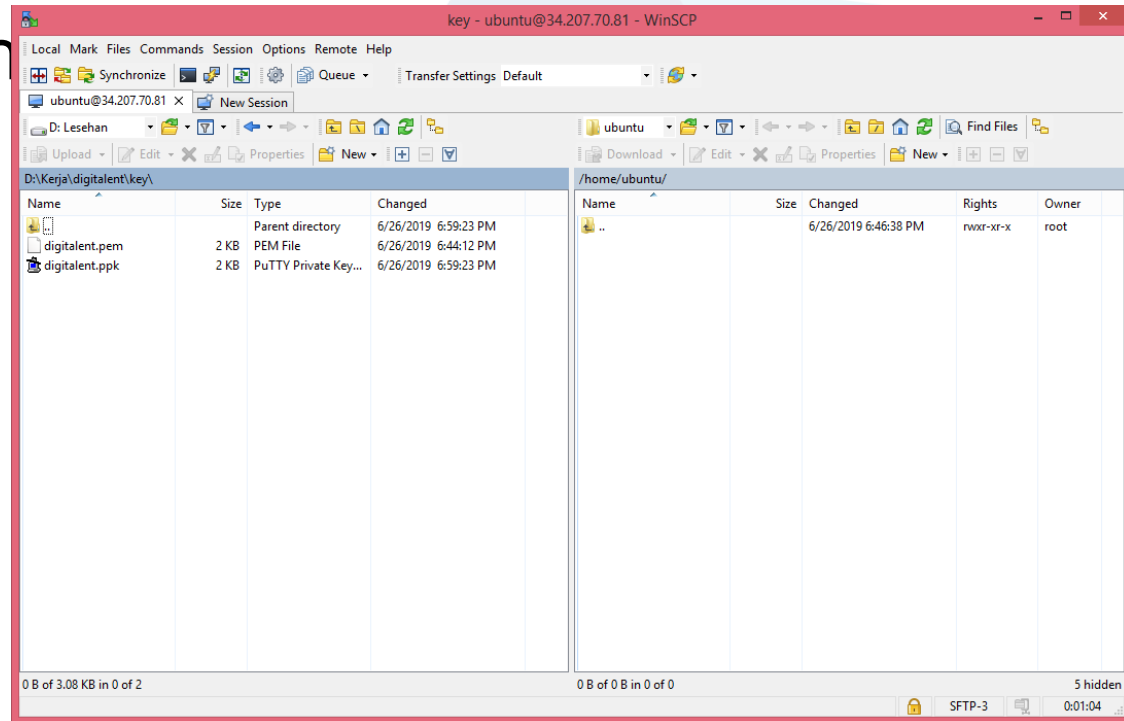 key - ubuntu@34.207.70.81 - WinSCP
Local Mark Files Commands Session Options Remote Help
Synchronize Queue Transfer Settings Default
ubuntu@34.207.70.81 New Session
D: Lesehan ubuntu Find Files
Upload Edit Properties New Download Edit Properties New
D:\Kerja\digitalent\key\ /home/ubuntu/
Name Size Type Changed Name Size Changed Rights Owner
.. Parent directory 6/26/2019 6:59:23 PM .. 6/26/2019 6:46:38 PM rwxr-xr-x root
digitalent.pem 2 KB PEM File 6/26/2019 6:44:12 PM
digitalent.ppk 2 KB PuTTY Private Key... 6/26/2019 6:59:23 PM
0 B of 3.08 KB in 0 of 2 0 B of 0 B in 0 of 0 5 hidden
SFTP-3 0:01:04